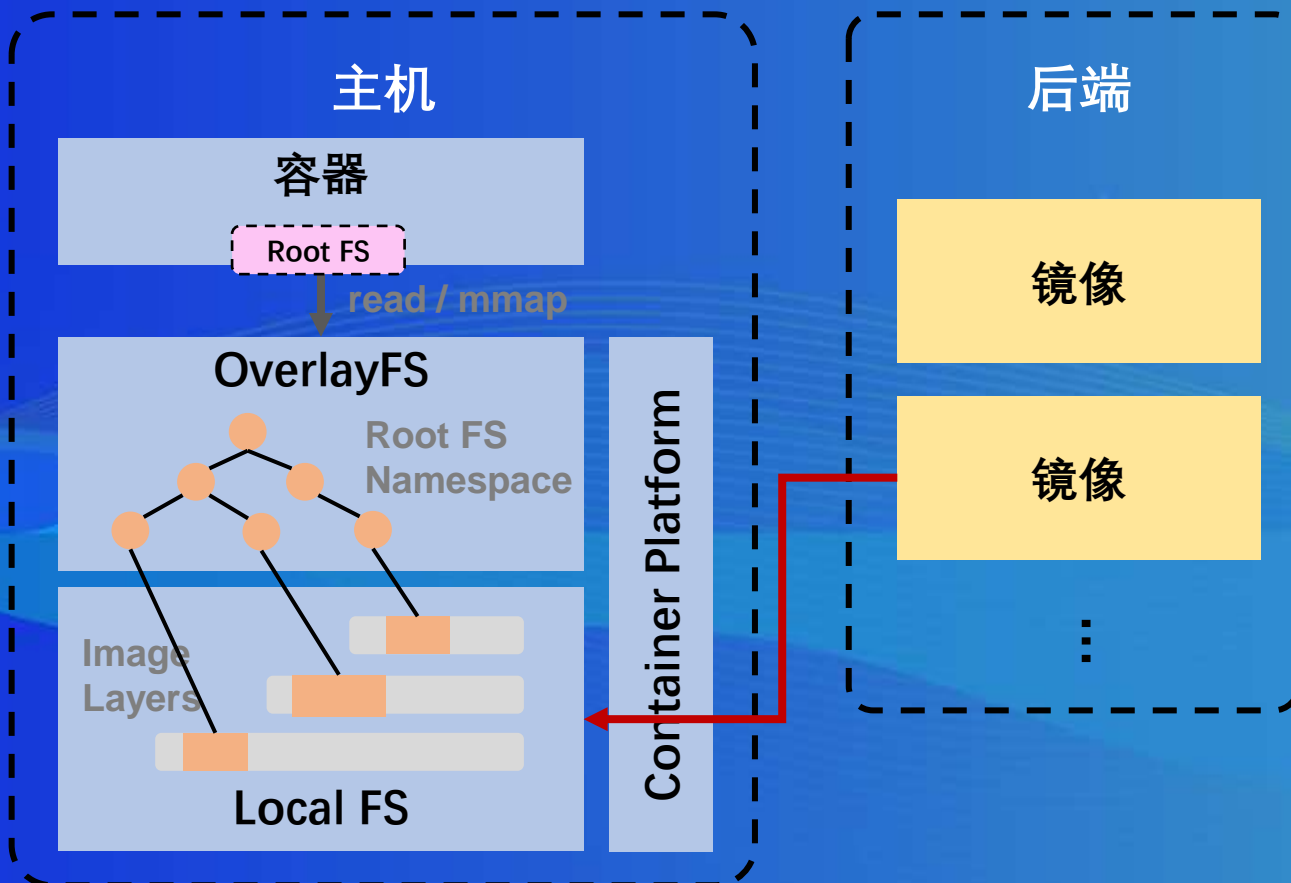 主机
后端
容器
Root FS
read / mmap
OverlayFS
Root FS
Namespace
Image
Layers
Local FS
Container Platform
镜像
镜像
...